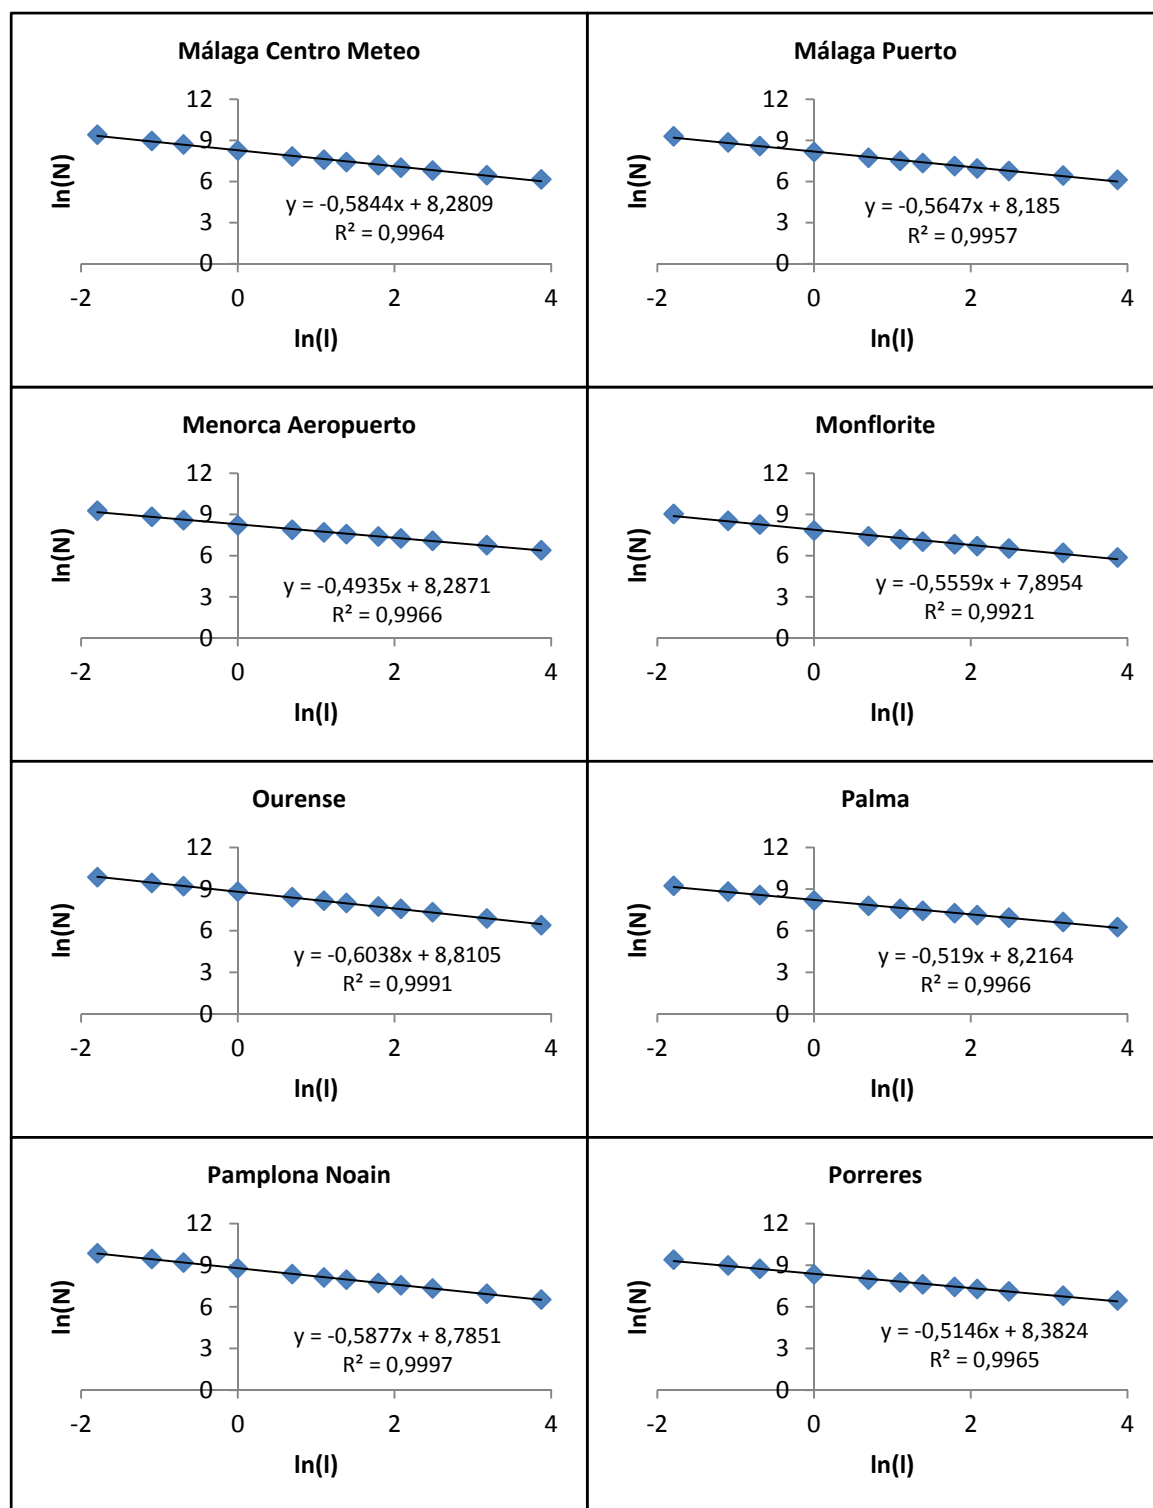 Málaga Centro Meteo
12
9
6
3
0
-2 0 2 4
ln(N)
ln(I)
y = -0,5844x + 8,2809
R² = 0,9964
Málaga Puerto
12
9
6
3
0
-2 0 2 4
ln(N)
ln(I)
y = -0,5647x + 8,185
R² = 0,9957
Menorca Aeropuerto
12
9
6
3
0
-2 0 2 4
ln(N)
ln(I)
y = -0,4935x + 8,2871
R² = 0,9966
Monflorite
12
9
6
3
0
-2 0 2 4
ln(N)
ln(I)
y = -0,5559x + 7,8954
R² = 0,9921
Ourense
12
9
6
3
0
-2 0 2 4
ln(N)
ln(I)
y = -0,6038x + 8,8105
R² = 0,9991
Palma
12
9
6
3
0
-2 0 2 4
ln(N)
ln(I)
y = -0,519x + 8,2164
R² = 0,9966
Pamplona Noain
12
9
6
3
0
-2 0 2 4
ln(N)
ln(I)
y = -0,5877x + 8,7851
R² = 0,9997
Porreres
12
9
6
3
0
-2 0 2 4
ln(N)
ln(I)
y = -0,5146x + 8,3824
R² = 0,9965